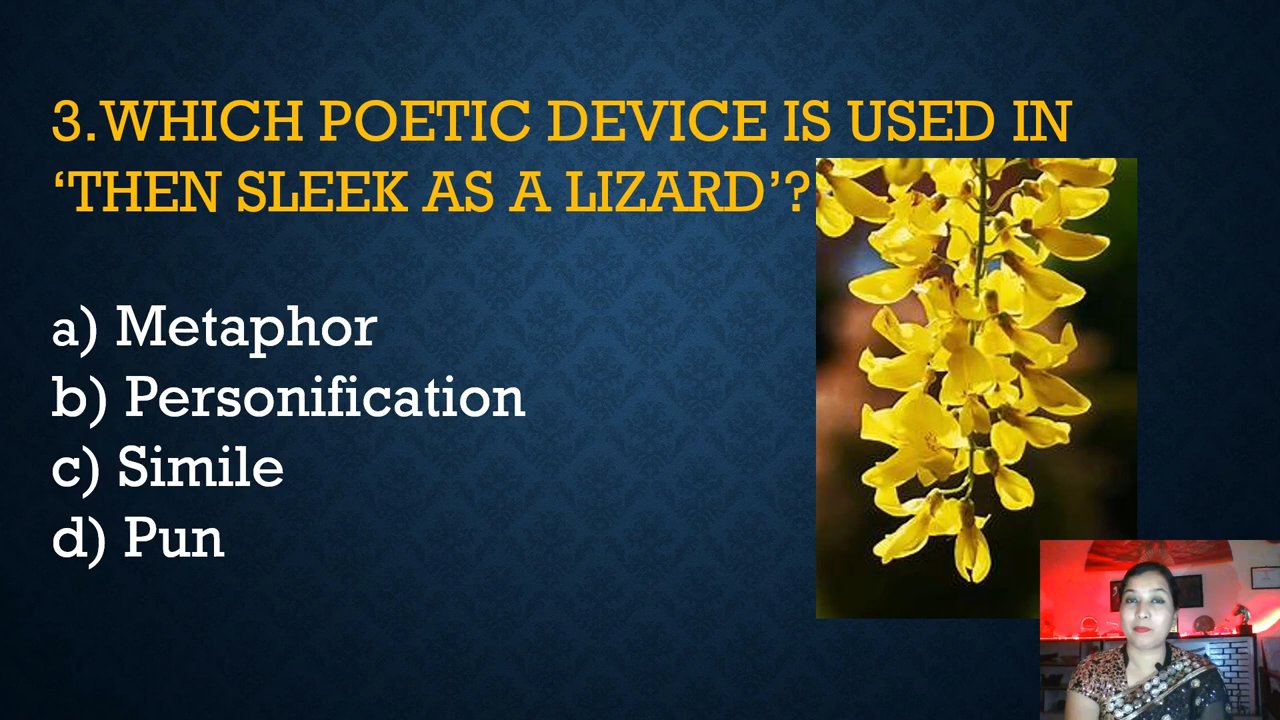 3.WHICH POETIC DEVICE IS USED IN
‘THEN SLEEK AS A LIZARD’?
a) Metaphor
b) Personification
c) Simile
d) Pun